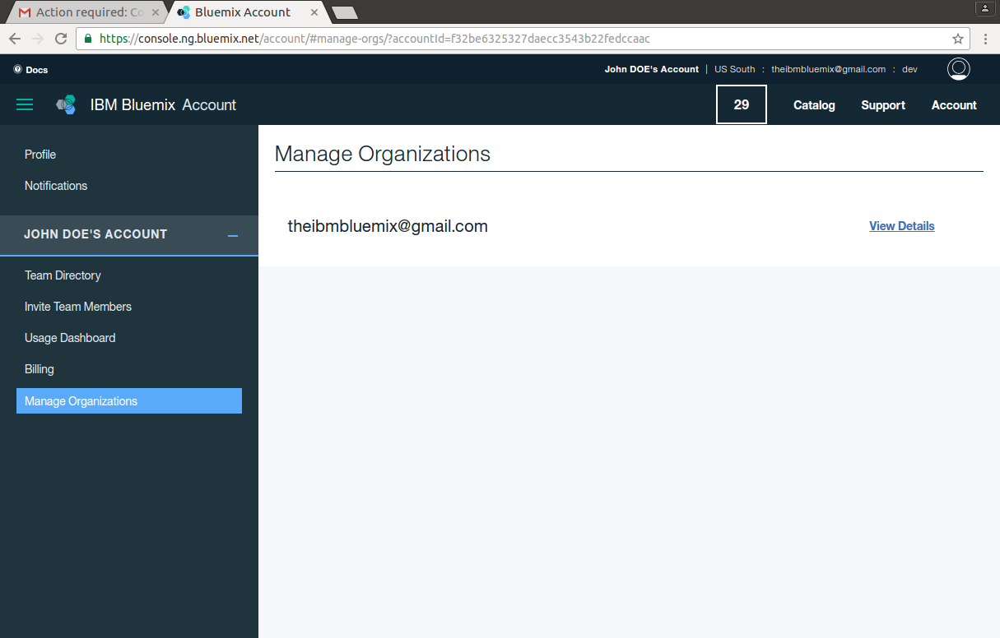 Action required: Co
Bluemix Account
https://console.ng.bluemix.net/account/#manage-orgs/?accountId=f32be6325327daecc3543b22fedccaac
Docs
John DOE's Account | US South : theibmbluemix@gmail.com : dev
IBM Bluemix Account
29
Catalog
Support
Account
Profile
Notifications
JOHN DOE'S ACCOUNT
Team Directory
Invite Team Members
Usage Dashboard
Billing
Manage Organizations
Manage Organizations
theibmbluemix@gmail.com
View Details